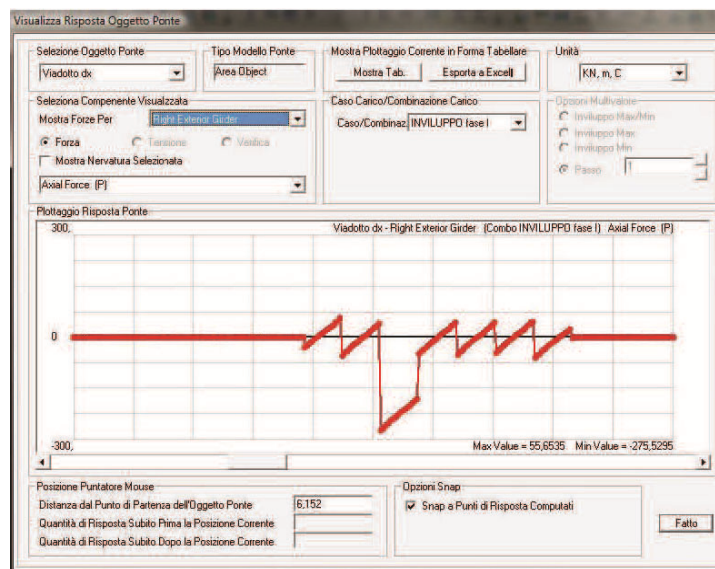 Visualizza Risposta Oggetto Ponte
Selezione Oggetto Ponte
Viadotto dx
Tipo Modello Ponte
Area Object
Mostra Plottaggio Corrente in Forma Tabellare
Mostra Tab.
Esporta a Excell
Unità
KN, m, C
Seleziona Compenente Visualzzata
Mostra Forze Per
Right Exterior Girder
Forza
Tensione
Verifica
Mostra Nervatura Selezionata
Axial Force (P)
Caso Carico/Combinazione Carico
Caso/Combinaz.
INVILUPPO fase I
Opzioni Multivalore
Inviluppo Max/Min
Inviluppo Max
Inviluppo Min
Passo
1
Plottaggio Risposta Ponte
300,
Viadotto dx - Right Exterior Girder (Combo INVILUPPO fase I) Axial Force (P)
0
-300,
Max Value = 55,6535 Min Value = -275,5295
Posizione Puntatore Mouse
Distanza dal Punto di Partenza dell'Oggetto Ponte
6,152
Quantità di Risposta Subito Prima la Posizione Corrente
Quantità di Risposta Subito Dopo la Posizione Corrente
Opzioni Snap
Snap a Punti di Risposta Computati
Fatto